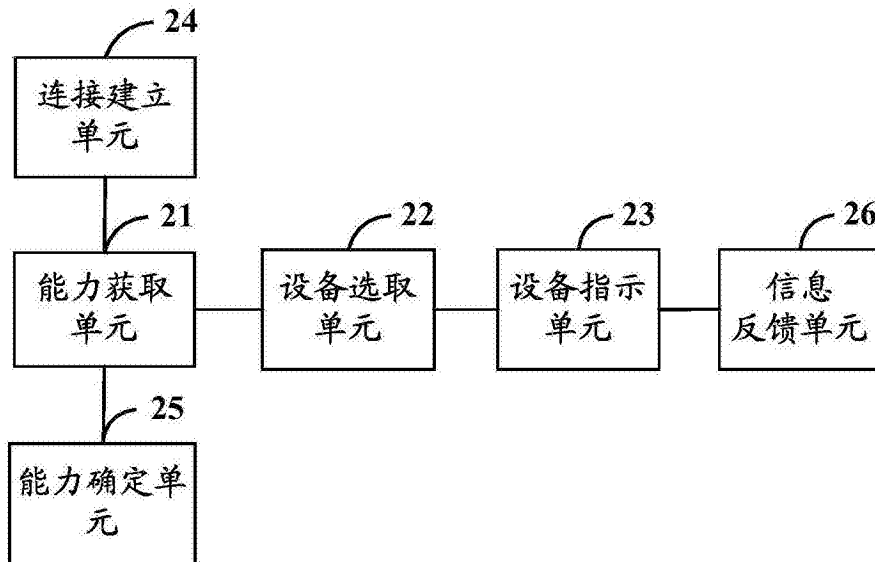 24
连接建立
单元
21
能力获取
单元
22
设备选取
单元
23
设备指示
单元
26
信息
反馈单元
25
能力确定单
元